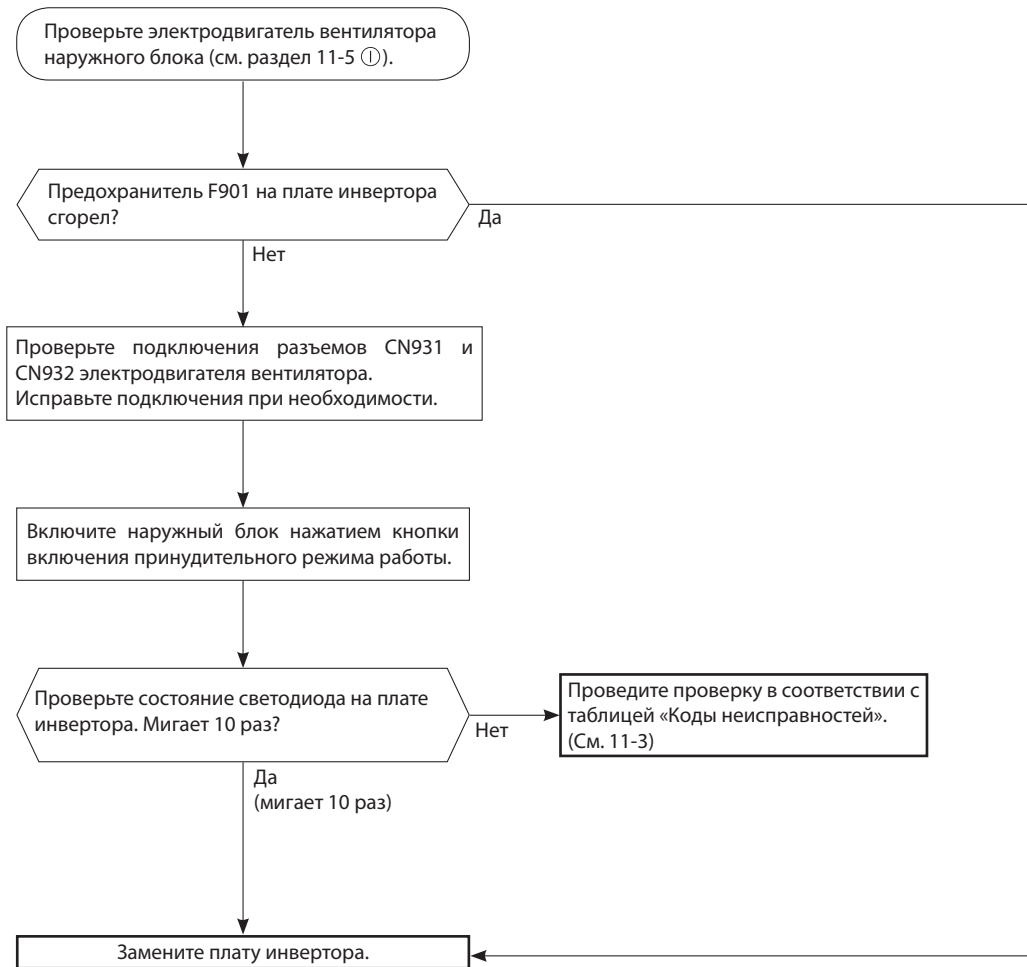 Проверьте электродвигатель вентилятора
наружного блока (см. раздел 11-5 Ⓘ).
Предохранитель F901 на плате инвертора
сгорел?
Да
Нет
Проверьте подключения разъемов CN931 и
CN932 электродвигателя вентилятора.
Исправьте подключения при необходимости.
Включите наружный блок нажатием кнопки
включения принудительного режима работы.
Проверьте состояние светодиода на плате
инвертора. Мигает 10 раз?
Нет
Проведите проверку в соответствии с
таблицей «Коды неисправностей».
(См. 11-3)
Да
(мигает 10 раз)
Замените плату инвертора.